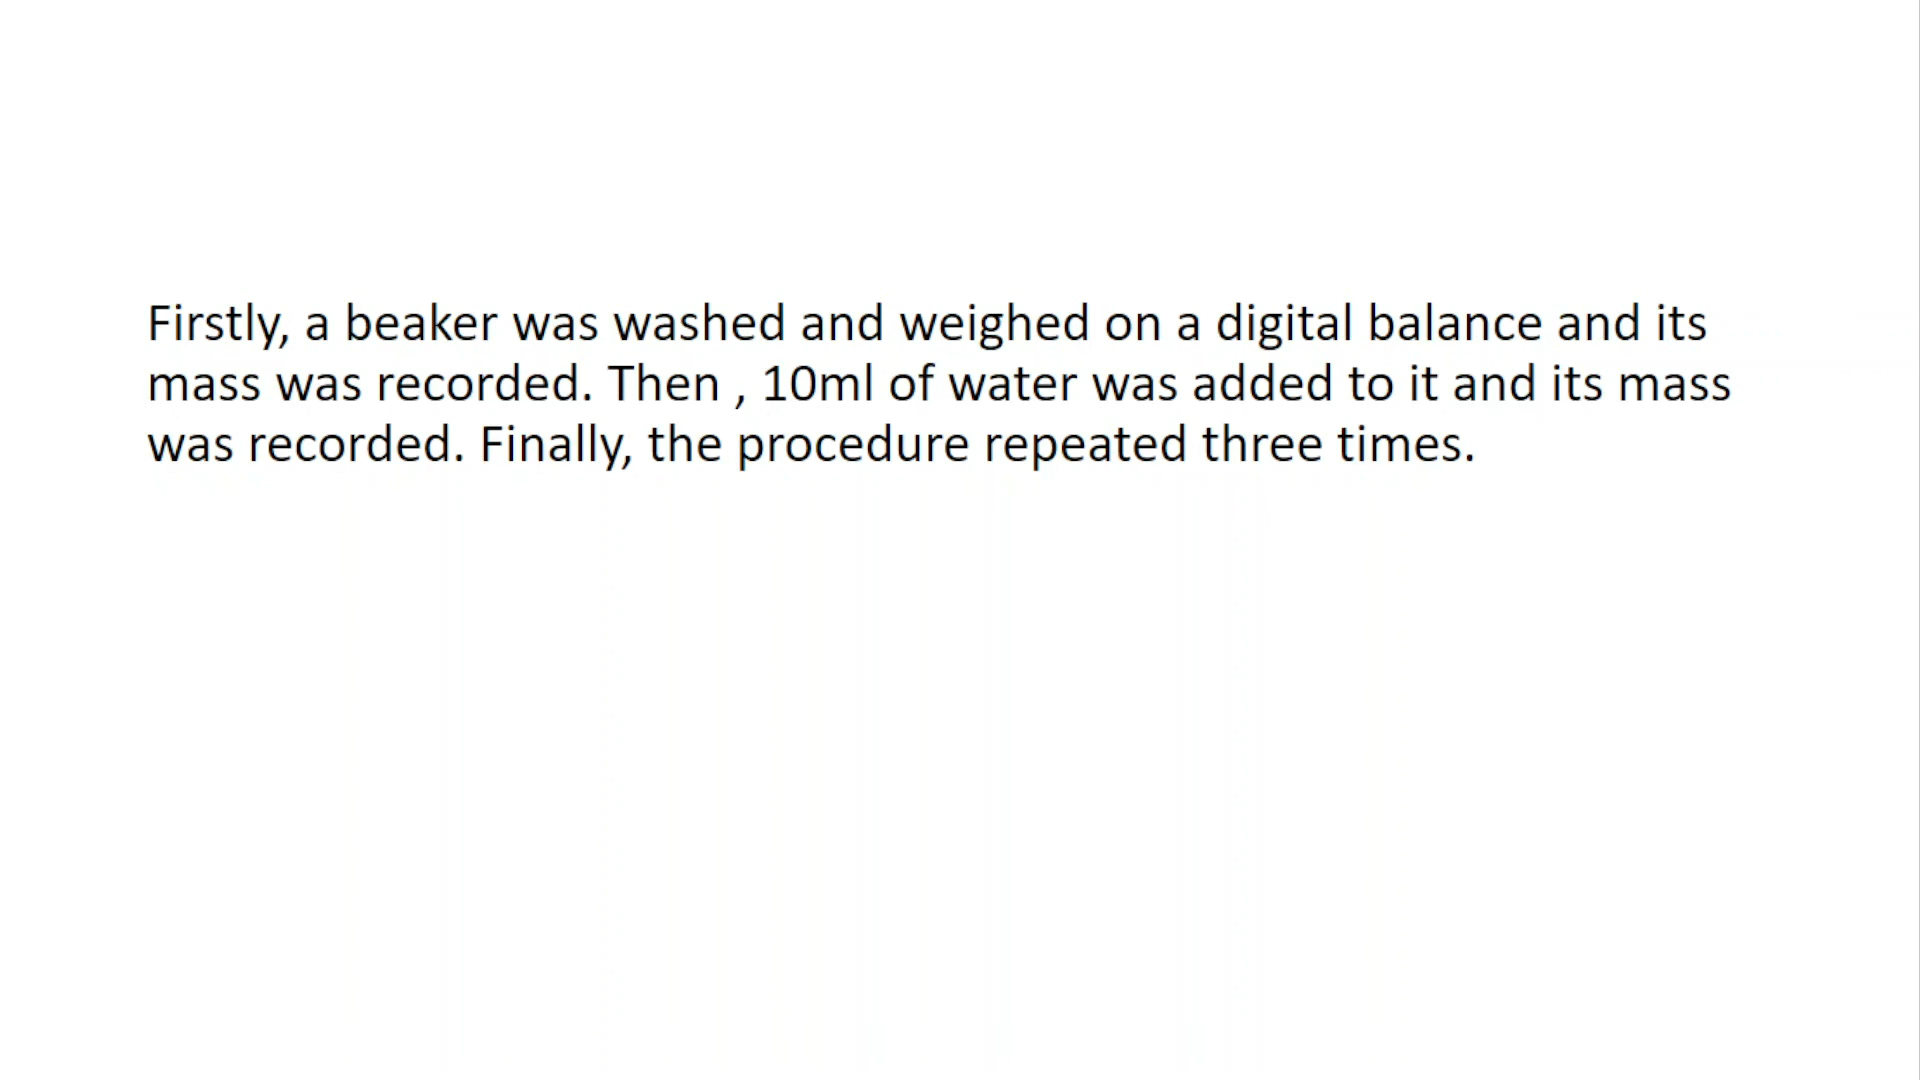 Firstly, a beaker was washed and weighed on a digital balance and its
mass was recorded. Then , 10ml of water was added to it and its mass
was recorded. Finally, the procedure repeated three times.